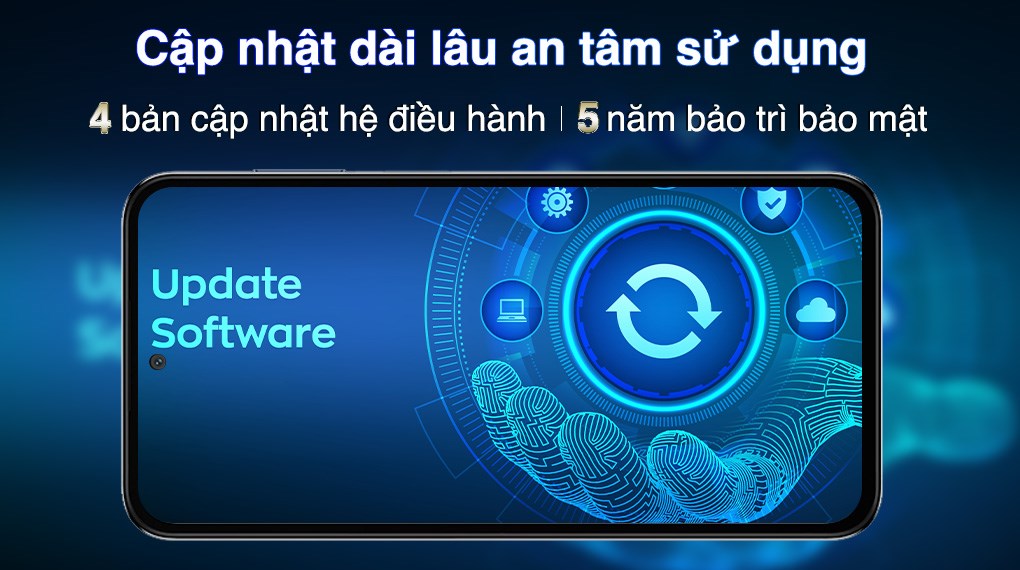 Cập nhật dài lâu an tâm sử dụng
4 bản cập nhật hệ điều hành | 5 năm bảo trì bảo mật
Update
Software